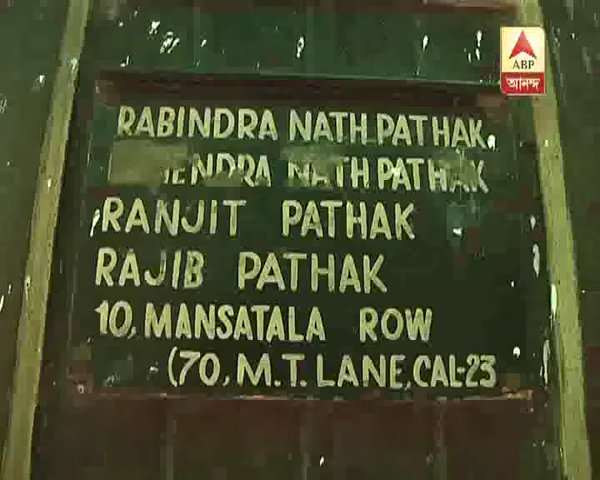 ABP
আনন্দ
RABINDRA NATH PATHAK.
NATH PATHAK
RANJIT PATHAK
RAJIB PATHAK
10, MANSATALA ROW
(70, M.T. LANE, CAL-23